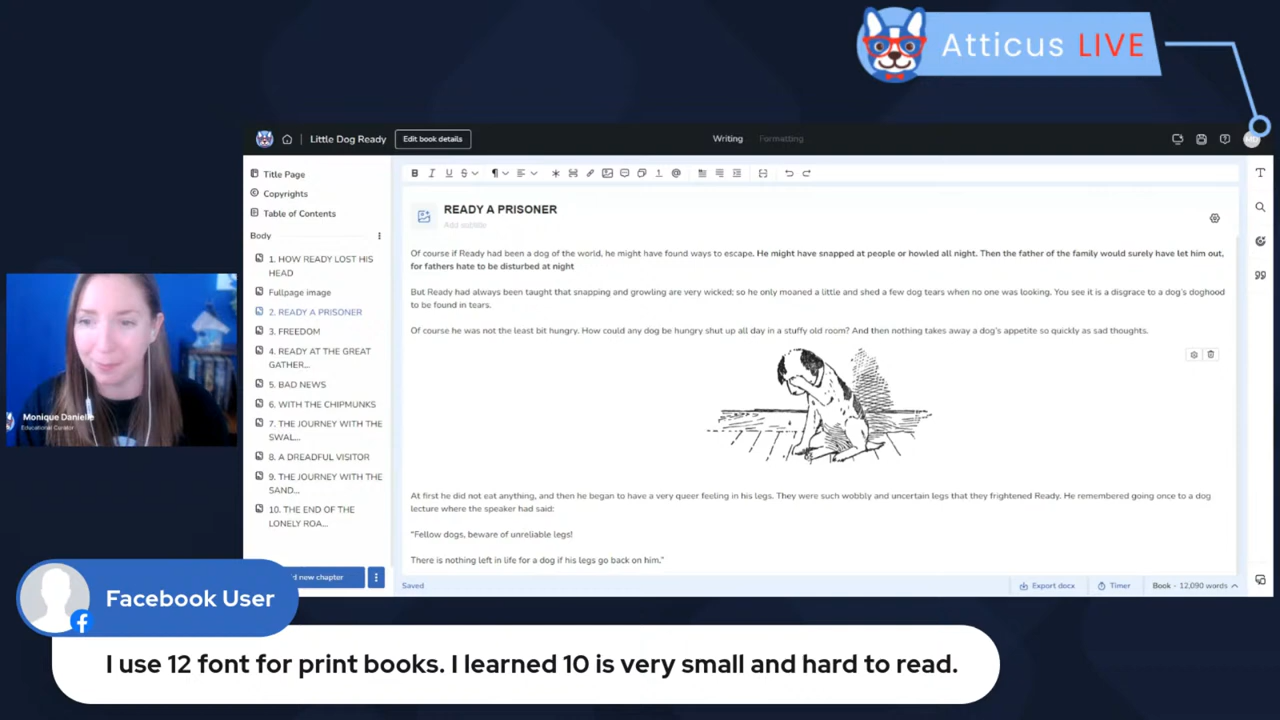 Atticus LIVE
Little Dog Ready
Edit book details
Writing
Formatting
Title Page
Copyrights
Table of Contents
Body
1. HOW READY LOST HIS
HEAD
Fullpage image
2. READY A PRISONER
3. FREEDOM
4. READY AT THE GREAT
GATHER...
5. BAD NEWS
6. WITH THE CHIPMUNKS
7. THE JOURNEY WITH THE
SWAL...
8. A DREADFUL VISITOR
9. THE JOURNEY WITH THE
SAND...
10. THE END OF THE
LONELY ROA...
d new chapter
READY A PRISONER
Add subtitle
Of course if Ready had been a dog of the world, he might have found ways to escape. He might have snapped at people or howled all night. Then the father of the family would surely have let him out,
for fathers hate to be disturbed at night
But Ready had always been taught that snapping and growling are very wicked; so he only moaned a little and shed a few dog tears when no one was looking. You see it is a disgrace to a dog's doghood
to be found in tears.
Of course he was not the least bit hungry. How could any dog be hungry shut up all day in a stuffy old room? And then nothing takes away a dog's appetite so quickly as sad thoughts.
At first he did not eat anything, and then he began to have a very queer feeling in his legs. They were such wobbly and uncertain legs that they frightened Ready. He remembered going once to a dog
lecture where the speaker had said:
"Fellow dogs, beware of unreliable legs!
There is nothing left in life for a dog if his legs go back on him."
Saved
Export docx
Timer
Book - 12,090 words
Monique Danielle
Educational Curator
Facebook User
I use 12 font for print books. I learned 10 is very small and hard to read.